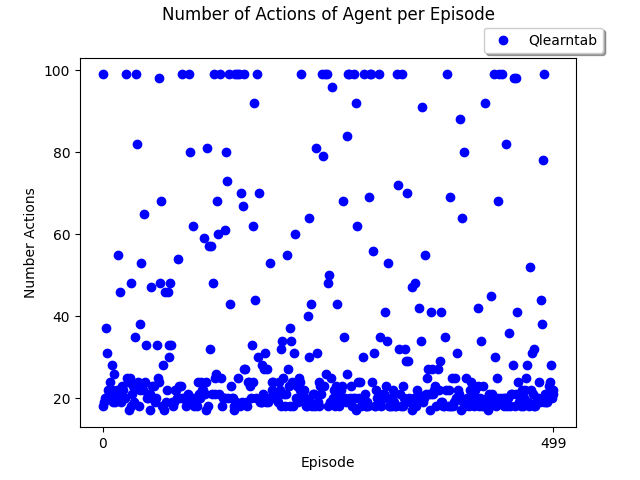 Number of Actions of Agent per Episode
Qlearntab
100
80
60
40
20
Number Actions
0
499
Episode